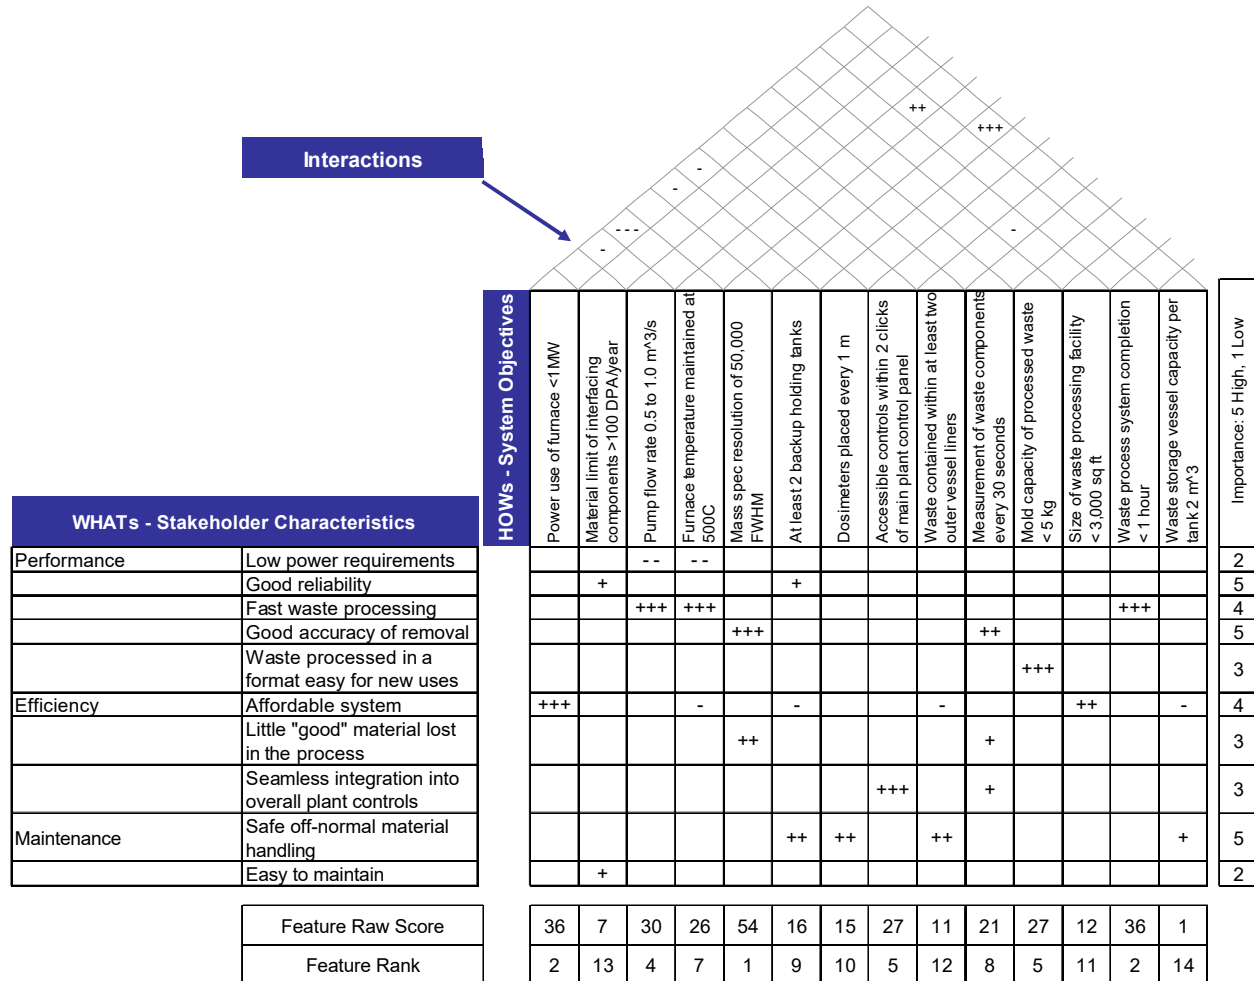 ++
+++
Interactions
-
-
---
-
-
HOWs - System Objectives
Power use of furnace <1MW
Material limit of interfacing
components >100 DPA/year
Pump flow rate 0.5 to 1.0 m^3/s
Furnace temperature maintained at
500C
Mass spec resolution of 50,000
FWHM
At least 2 backup holding tanks
Dosimeters placed every 1 m
Accessible controls within 2 clicks
of main plant control panel
Waste contained within at least two
outer vessel liners
Measurement of waste components
every 30 seconds
Mold capacity of processed waste
< 5 kg
Size of waste processing facility
< 3,000 sq ft
Waste process system completion
< 1 hour
Waste storage vessel capacity per
tank 2 m^3
Importance: 5 High, 1 Low
WHATs - Stakeholder Characteristics
Performance Low power requirements -- -- 2
Good reliability + + 5
Fast waste processing +++ +++ +++ 4
Good accuracy of removal +++ ++ 5
Waste processed in a
format easy for new uses +++ 3
Efficiency Affordable system +++ - - - ++ - 4
Little "good" material lost
in the process ++ + 3
Seamless integration into
overall plant controls +++ + 3
Maintenance Safe off-normal material
handling ++ ++ ++ + 5
Easy to maintain + 2
Feature Raw Score 36 7 30 26 54 16 15 27 11 21 27 12 36 1
Feature Rank 2 13 4 7 1 9 10 5 12 8 5 11 2 14